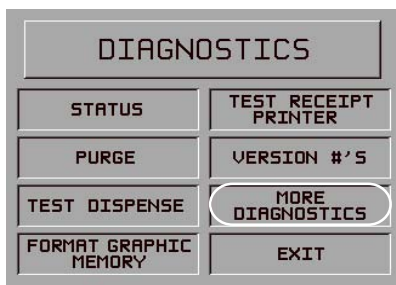 DIAGNOSTICS
STATUS
TEST RECEIPT
PRINTER
PURGE
VERSION #'S
TEST DISPENSE
MORE
DIAGNOSTICS
FORMAT GRAPHIC
MEMORY
EXIT